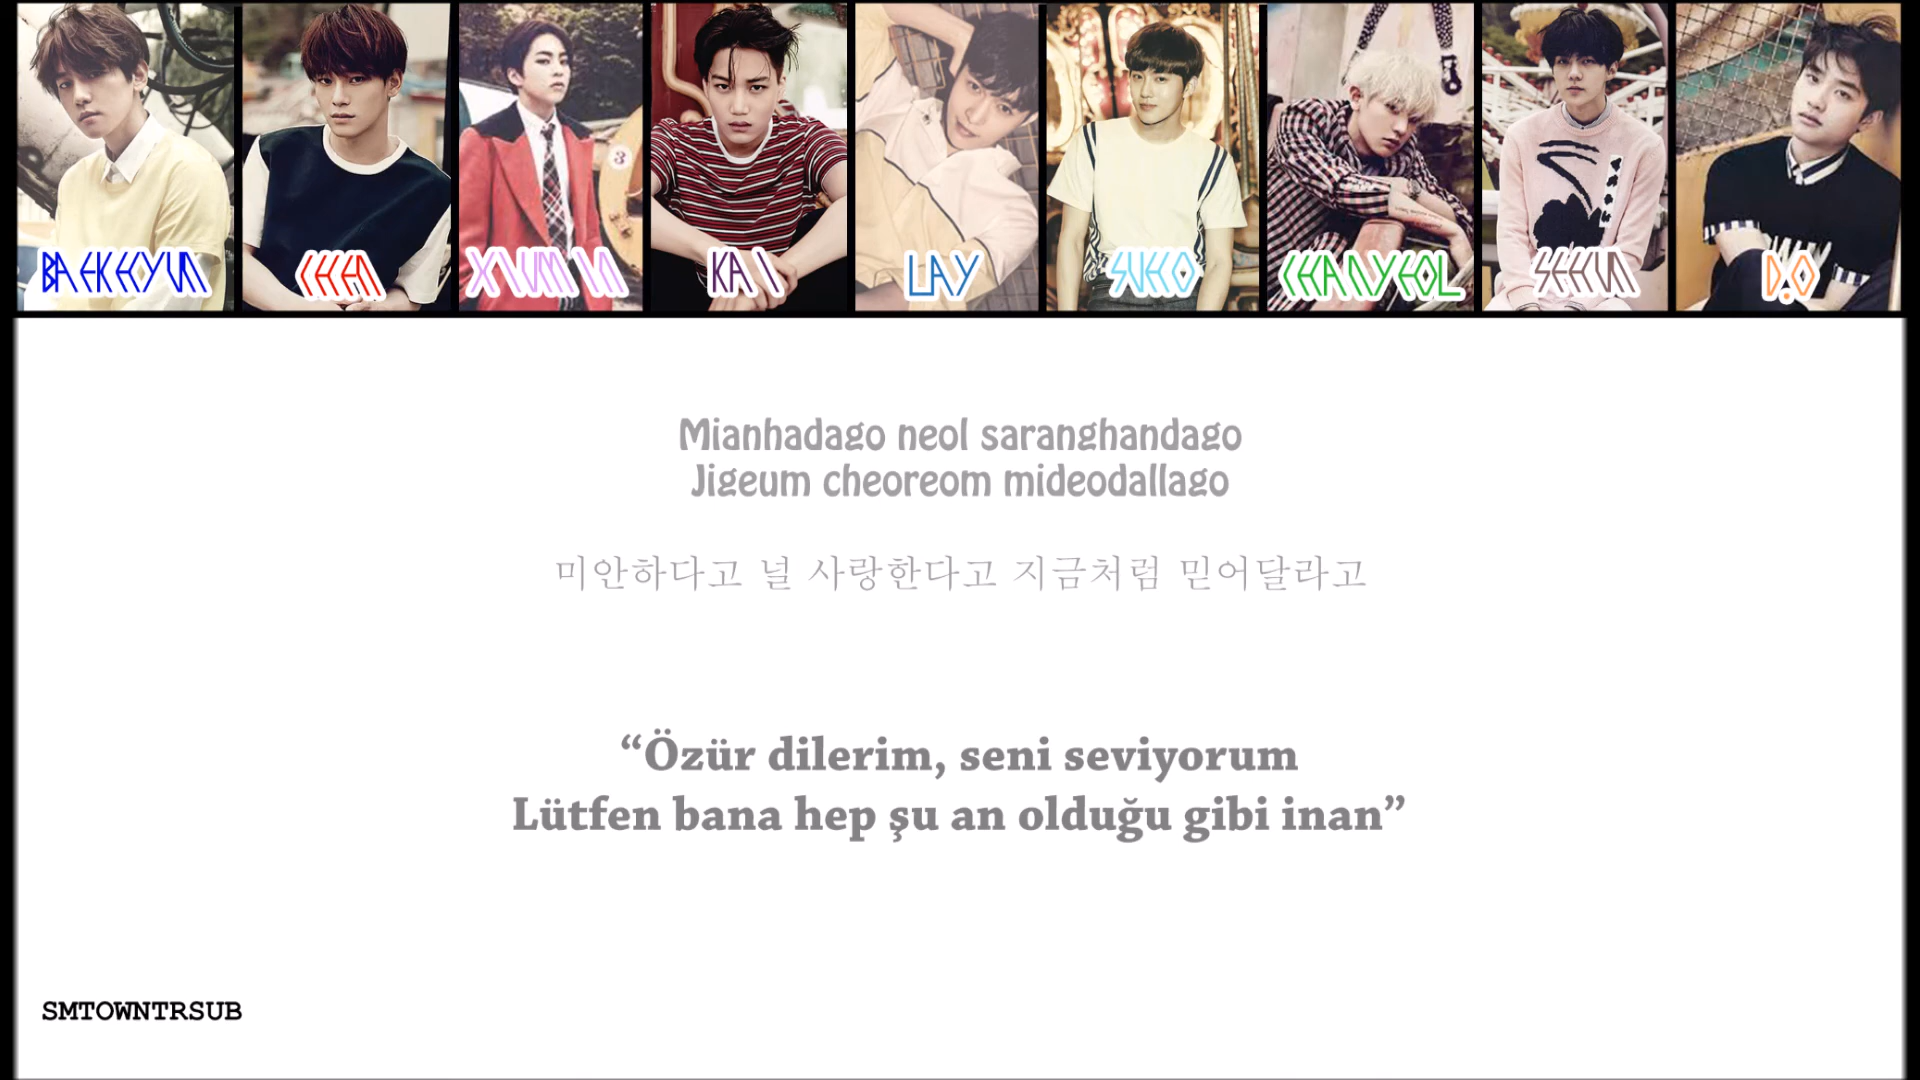 BAEKHYUN
CHEN
XIUMIN
KAI
LAY
SUHO
CHANYEOL
SEHUN
D.O
3
Mianhadago neol saranghandago
Jigeum cheoreom mideodallago
미안하다고 널 사랑한다고 지금처럼 믿어달라고
“Özür dilerim, seni seviyorum
Lütfen bana hep şu an olduğu gibi inan”
SMTOWNTRSUB